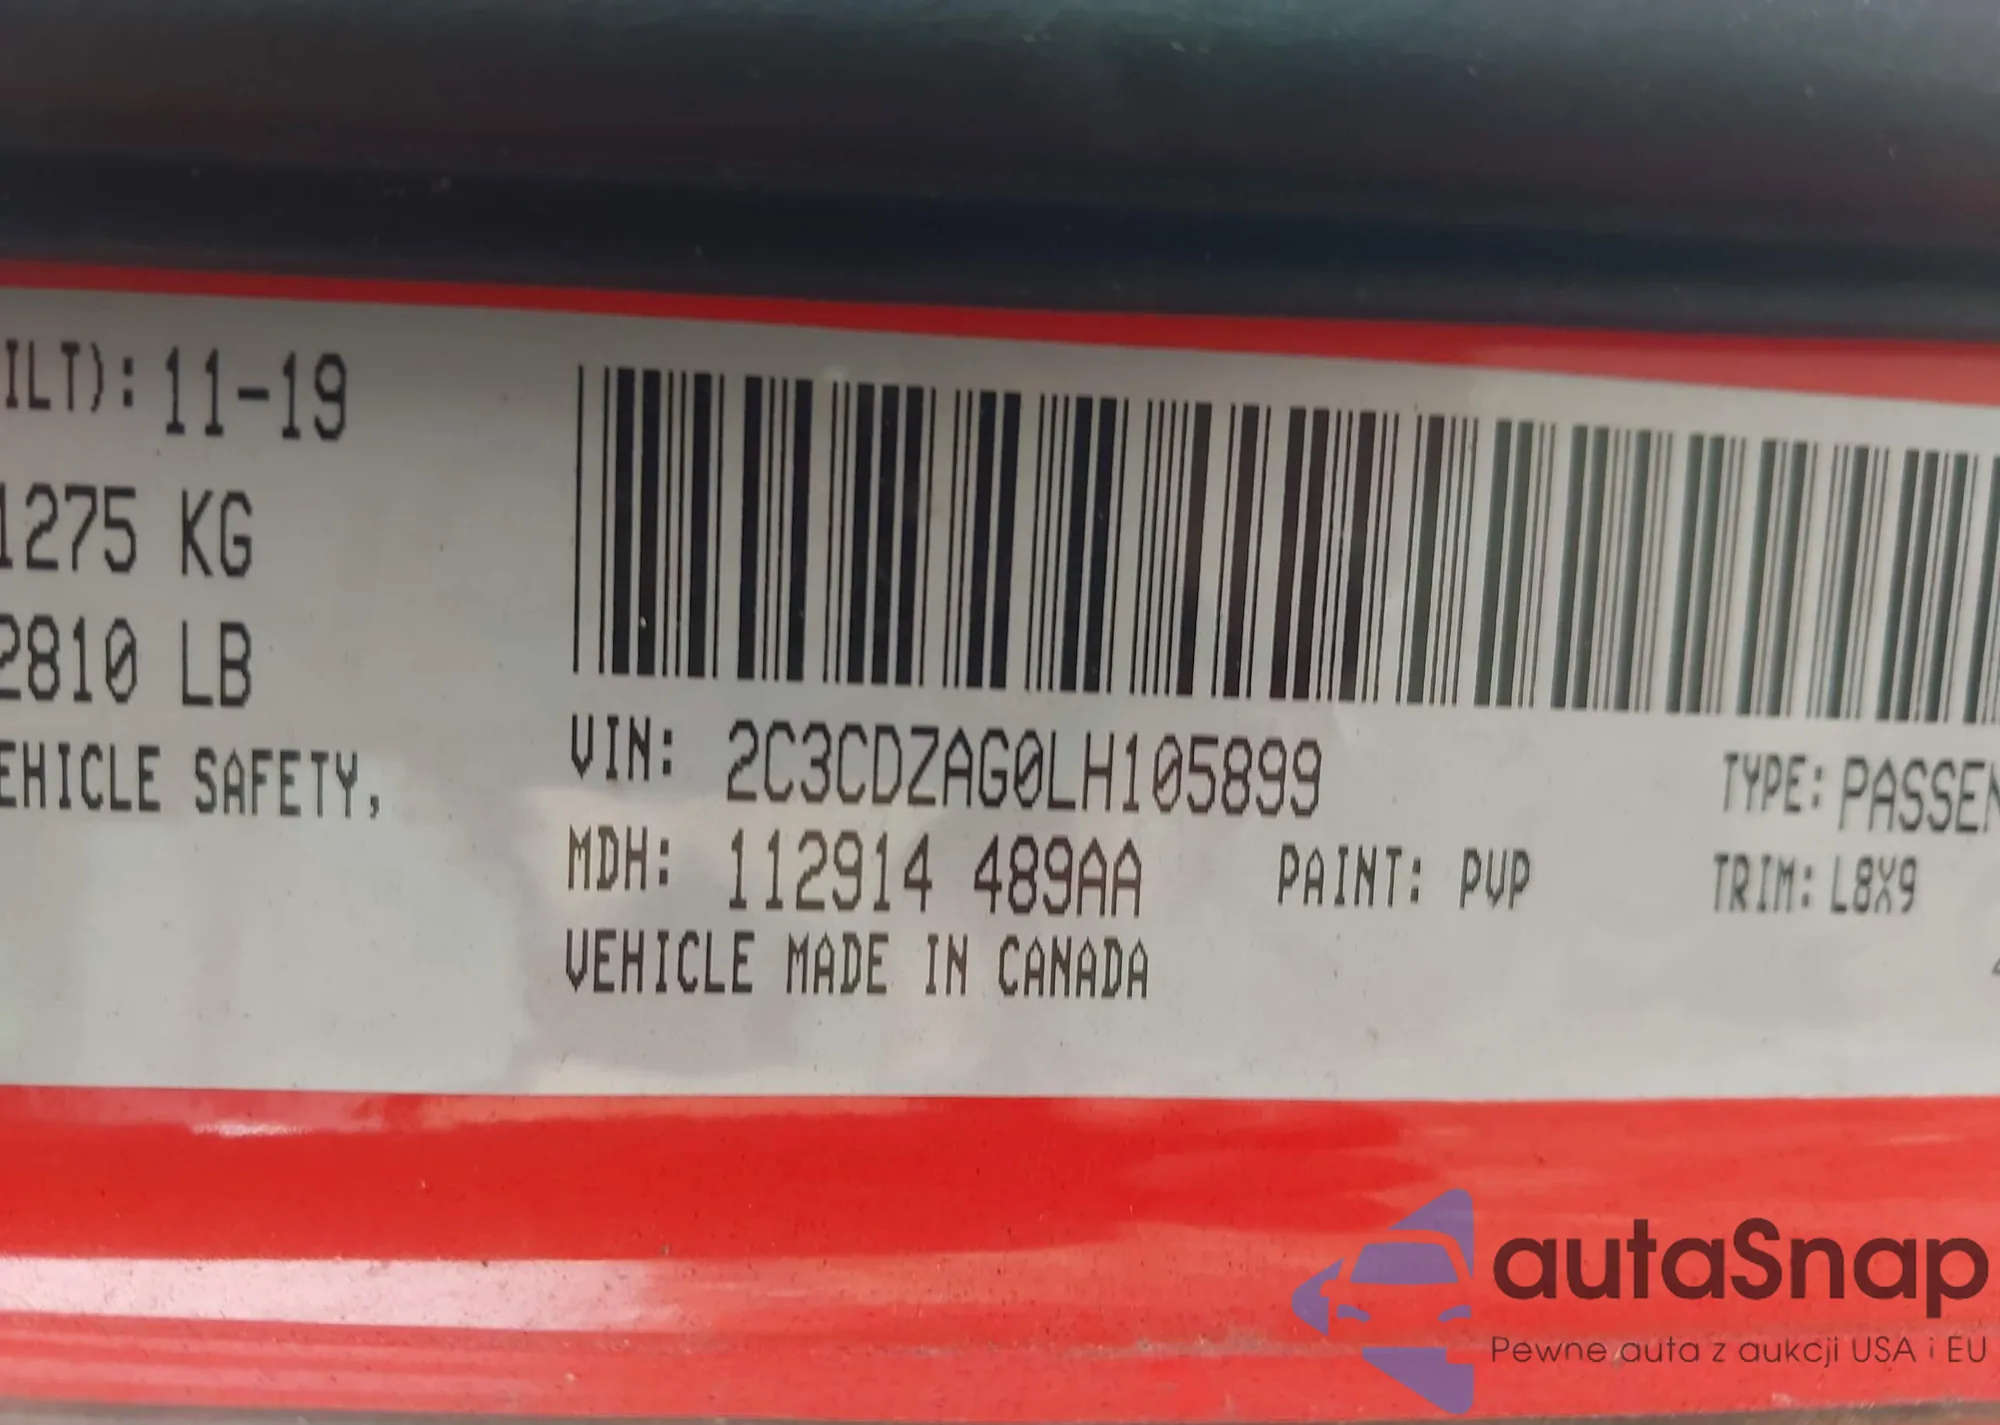 ILT): 11-19
1275 KG
2810 LB
EHICLE SAFETY,
VIN: 2C3CDZAG0LH105899
TYPE: PASSEN
MDH: 112914 489AA
PAINT: PVP
TRIM: L8X9
VEHICLE MADE IN CANADA
autaSnap
Pewne auta z aukcji USA i EU